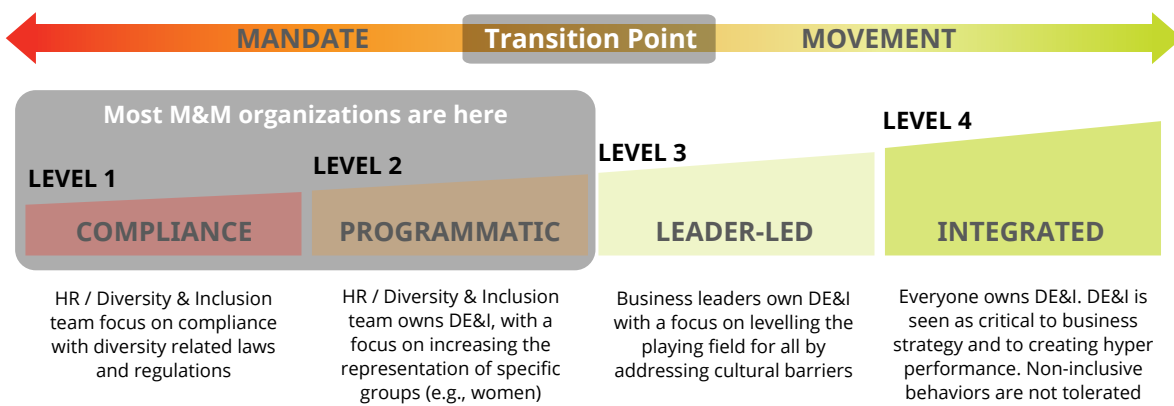 MANDATE
Transition Point
MOVEMENT
Most M&M organizations are here
LEVEL 1
LEVEL 2
LEVEL 3
LEVEL 4
COMPLIANCE
PROGRAMMATIC
LEADER-LED
INTEGRATED
HR / Diversity & Inclusion
team focus on compliance
with diversity related laws
and regulations
HR / Diversity & Inclusion
team owns DE&I, with a
focus on increasing the
representation of specific
groups (e.g., women)
Business leaders own DE&I
with a focus on levelling the
playing field for all by
addressing cultural barriers
Everyone owns DE&I. DE&I is
seen as critical to business
strategy and to creating hyper
performance. Non-inclusive
behaviors are not tolerated